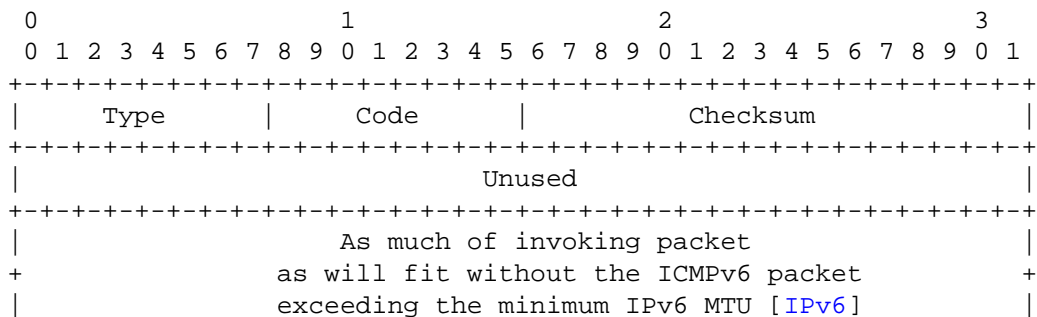 0                   1                   2                   3
 0 1 2 3 4 5 6 7 8 9 0 1 2 3 4 5 6 7 8 9 0 1 2 3 4 5 6 7 8 9 0 1
+-+-+-+-+-+-+-+-+-+-+-+-+-+-+-+-+-+-+-+-+-+-+-+-+-+-+-+-+-+-+-+-+
|     Type      |     Code      |          Checksum             |
+-+-+-+-+-+-+-+-+-+-+-+-+-+-+-+-+-+-+-+-+-+-+-+-+-+-+-+-+-+-+-+-+
|                             Unused                            |
+-+-+-+-+-+-+-+-+-+-+-+-+-+-+-+-+-+-+-+-+-+-+-+-+-+-+-+-+-+-+-+-+
|                    As much of invoking packet                 |
+                as will fit without the ICMPv6 packet          +
|                exceeding the minimum IPv6 MTU [IPv6]          |